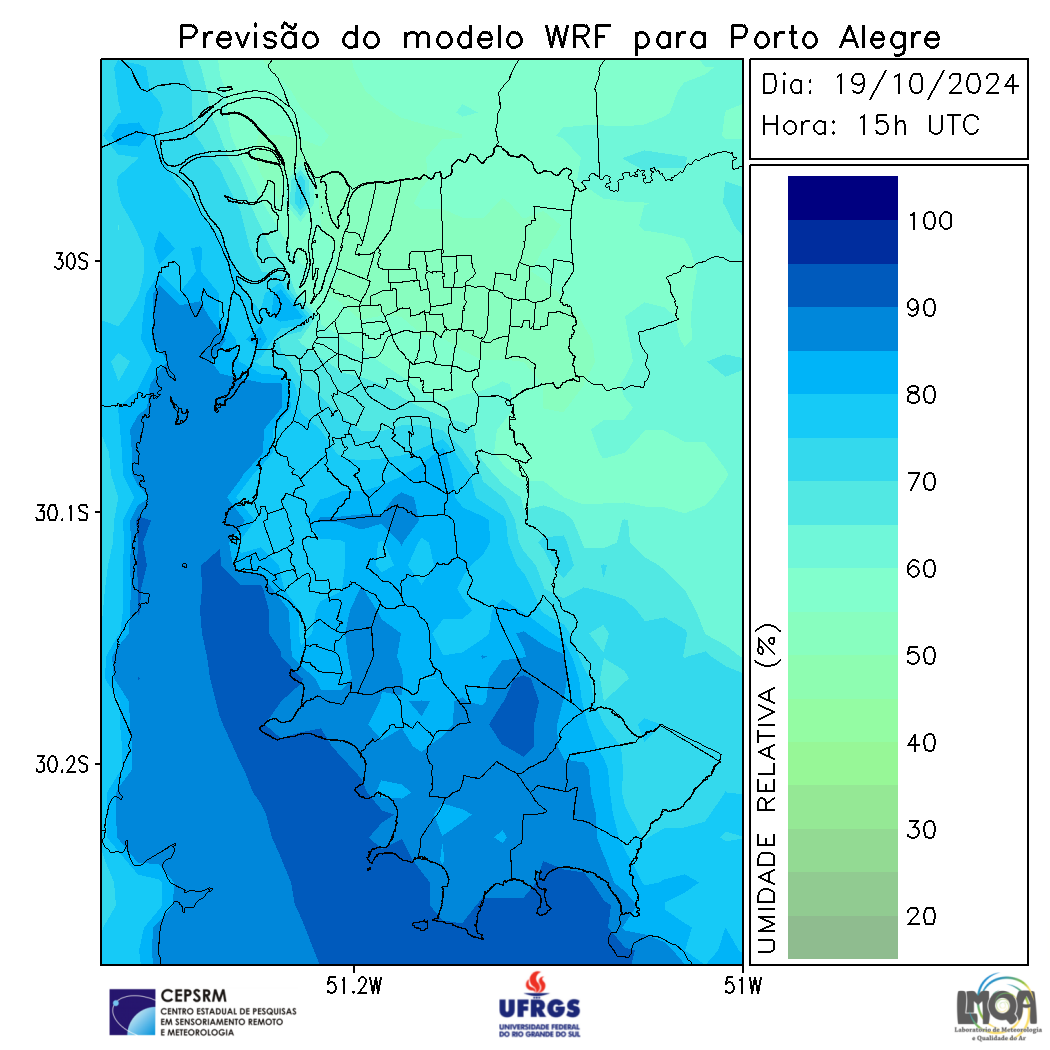 Previsão do modelo WRF para Porto Alegre
Dia: 19/10/2024
Hora: 15h UTC
100
90
80
70
60
50
40
30
20
UMIDADE RELATIVA (%)
30S
30.1S
30.2S
51.2W
51W
CEPSRM
CENTRO ESTADUAL DE PESQUISAS
EM SENSORIAMENTO REMOTO
E METEOROLOGIA
UFRGS
UNIVERSIDADE FEDERAL
DO RIO GRANDE DO SUL
LMQA
Laboratório de Meteorologia
e Qualidade do Ar